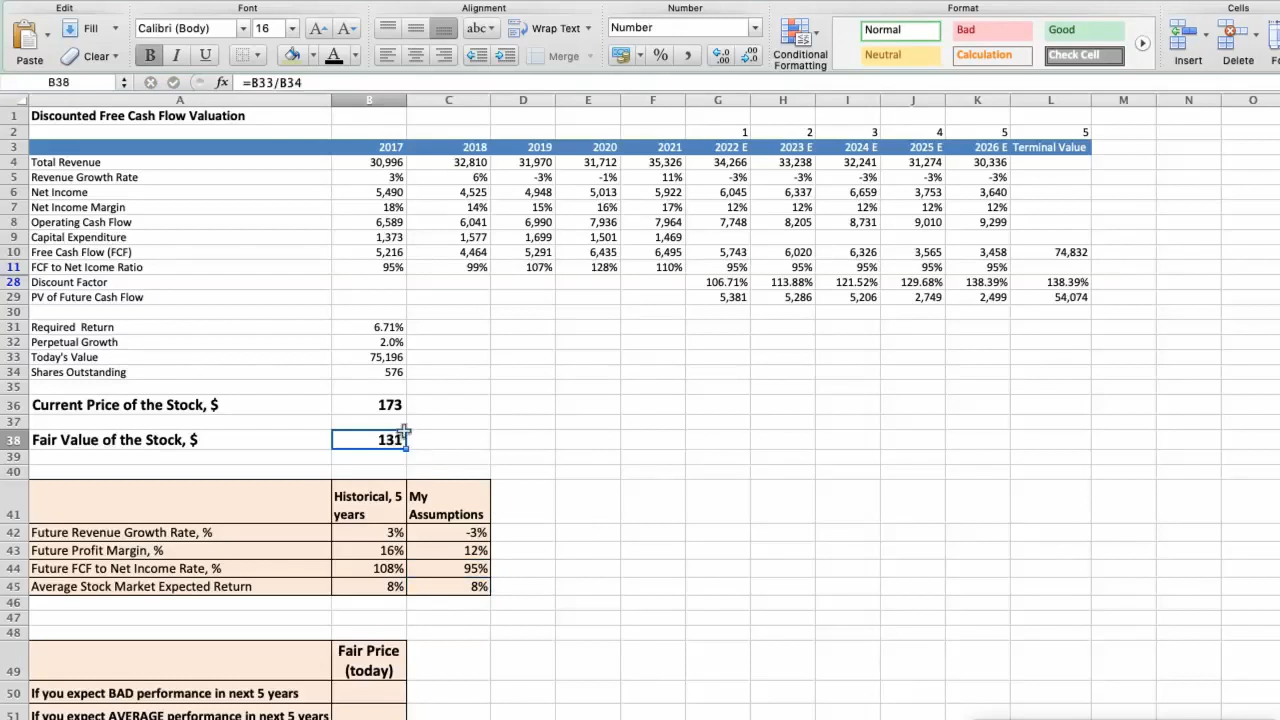 Edit Font Alignment Number Format Cells
Paste Fill Clear Calibri (Body) 16 A A abc Wrap Text Number Normal Bad Good
B I U A Merge % , .0 .00 .00 .0 Conditional Formatting Neutral Calculation Check Cell Insert Delete
B38 fx =B33/B34
A B C D E F G H I J K L M N O
1 Discounted Free Cash Flow Valuation
2 1 2 3 4 5 5
3 2017 2018 2019 2020 2021 2022 E 2023 E 2024 E 2025 E 2026 E Terminal Value
4 Total Revenue 30,996 32,810 31,970 31,712 35,326 34,266 33,238 32,241 31,274 30,336
5 Revenue Growth Rate 3% 6% -3% -1% 11% -3% -3% -3% -3% -3%
6 Net Income 5,490 4,525 4,948 5,013 5,922 6,045 6,337 6,659 3,753 3,640
7 Net Income Margin 18% 14% 15% 16% 17% 12% 12% 12% 12% 12%
8 Operating Cash Flow 6,589 6,041 6,990 7,936 7,964 7,748 8,205 8,731 9,010 9,299
9 Capital Expenditure 1,373 1,577 1,699 1,501 1,469
10 Free Cash Flow (FCF) 5,216 4,464 5,291 6,435 6,495 5,743 6,020 6,326 3,565 3,458 74,832
11 FCF to Net Icome Ratio 95% 99% 107% 128% 110% 95% 95% 95% 95% 95%
28 Discount Factor 106.71% 113.88% 121.52% 129.68% 138.39% 138.39%
29 PV of Future Cash Flow 5,381 5,286 5,206 2,749 2,499 54,074
30
31 Required Return 6.71%
32 Perpetual Growth 2.0%
33 Today's Value 75,196
34 Shares Outstanding 576
35
36 Current Price of the Stock, $ 173
37
38 Fair Value of the Stock, $ 131
39
40
41 Historical, 5 years My Assumptions
42 Future Revenue Growth Rate, % 3% -3%
43 Future Profit Margin, % 16% 12%
44 Future FCF to Net Income Rate, % 108% 95%
45 Average Stock Market Expected Return 8% 8%
46
47
48
49 Fair Price (today)
50 If you expect BAD performance in next 5 years
51 If you expect AVERAGE performance in next 5 years